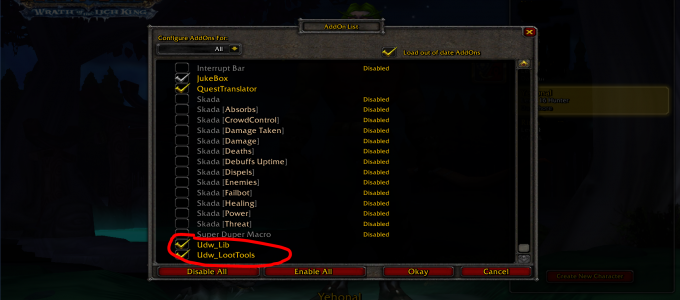 WRATH OF THE LICH KING
AddOn List
Configure AddOns For:
All
Load out of date AddOns
Interrupt Bar Disabled
JukeBox
QuestTranslator
Skada Disabled
Skada [Absorbs] Disabled
Skada [CrowdControl] Disabled
Skada [Damage Taken] Disabled
Skada [Damage] Disabled
Skada [Deaths] Disabled
Skada [Debuffs Uptime] Disabled
Skada [Dispels] Disabled
Skada [Enemies] Disabled
Skada [Failbot] Disabled
Skada [Healing] Disabled
Skada [Power] Disabled
Skada [Threat] Disabled
Super Duper Macro Disabled
Udw_Lib
Udw_LootTools
Disable All
Enable All
Okay
Cancel
Create New Character